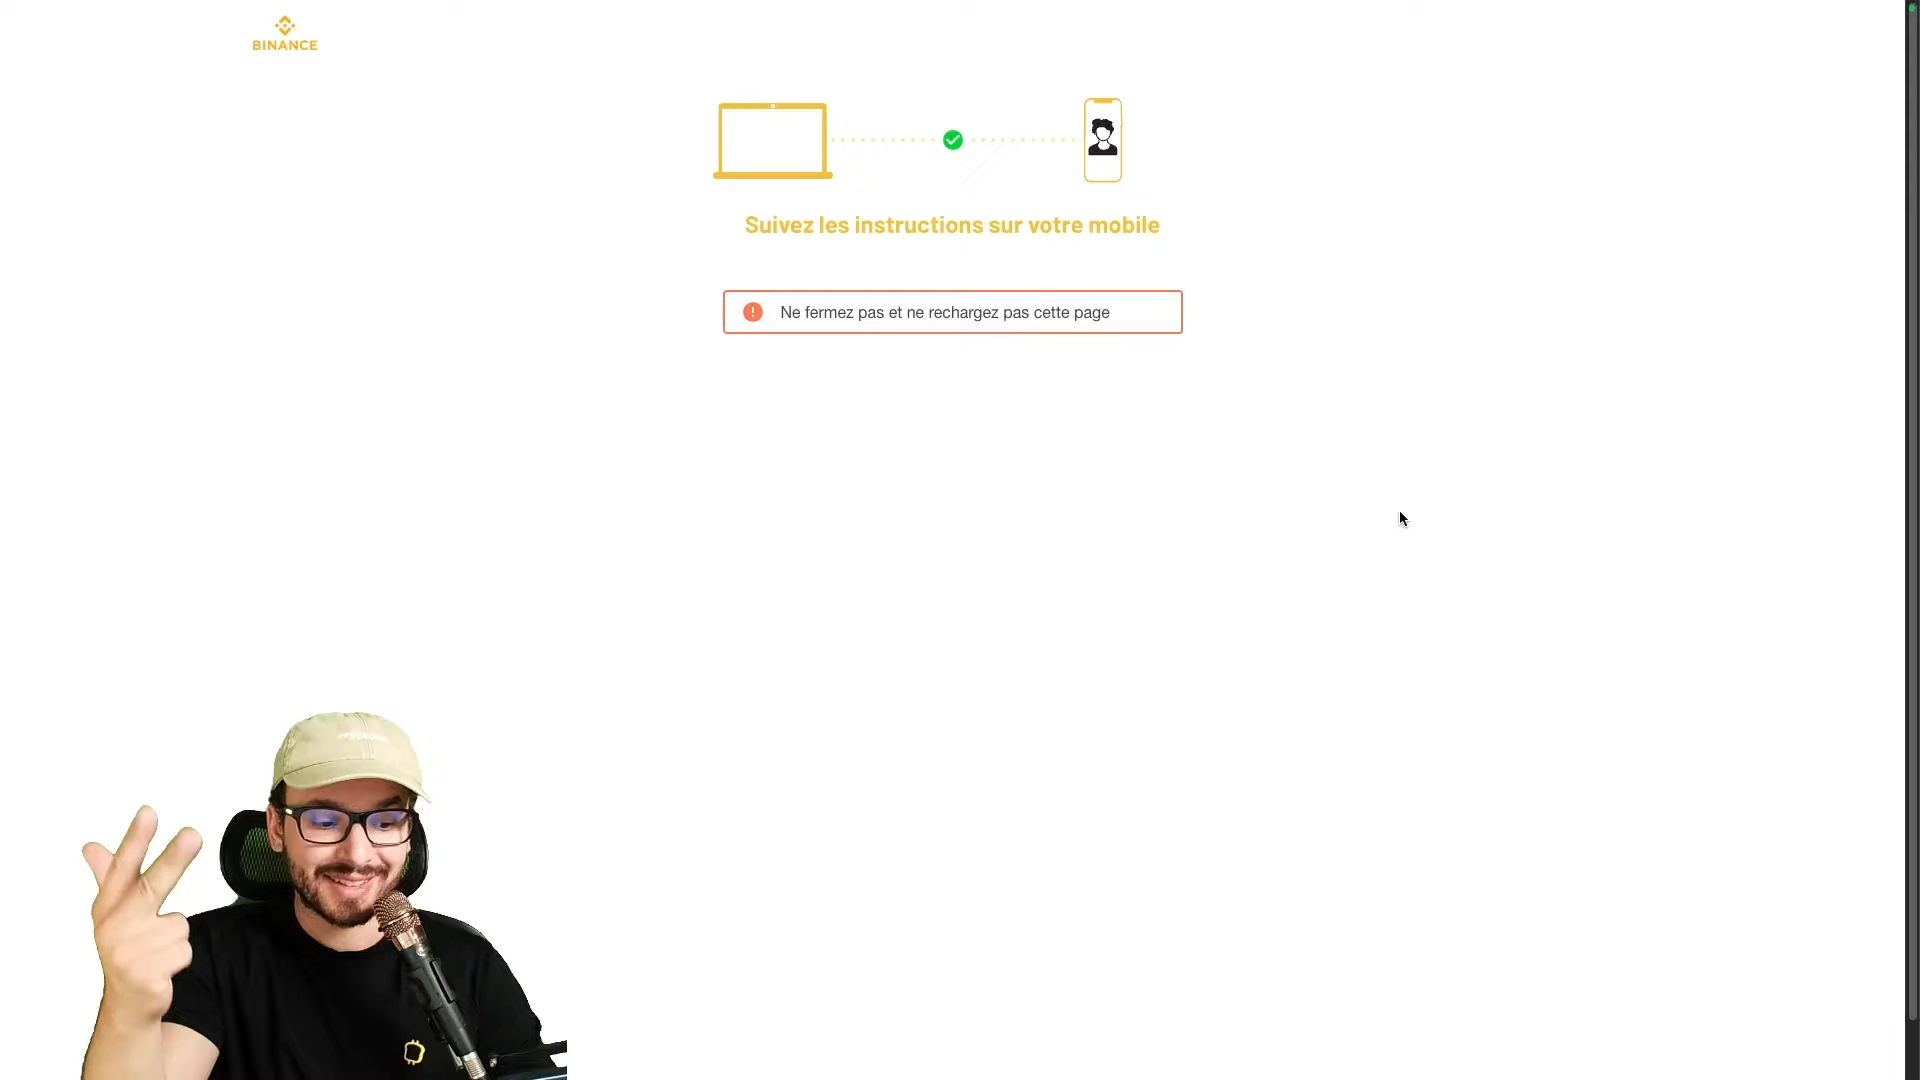 BINANCE
Suivez les instructions sur votre mobile
Ne fermez pas et ne rechargez pas cette page